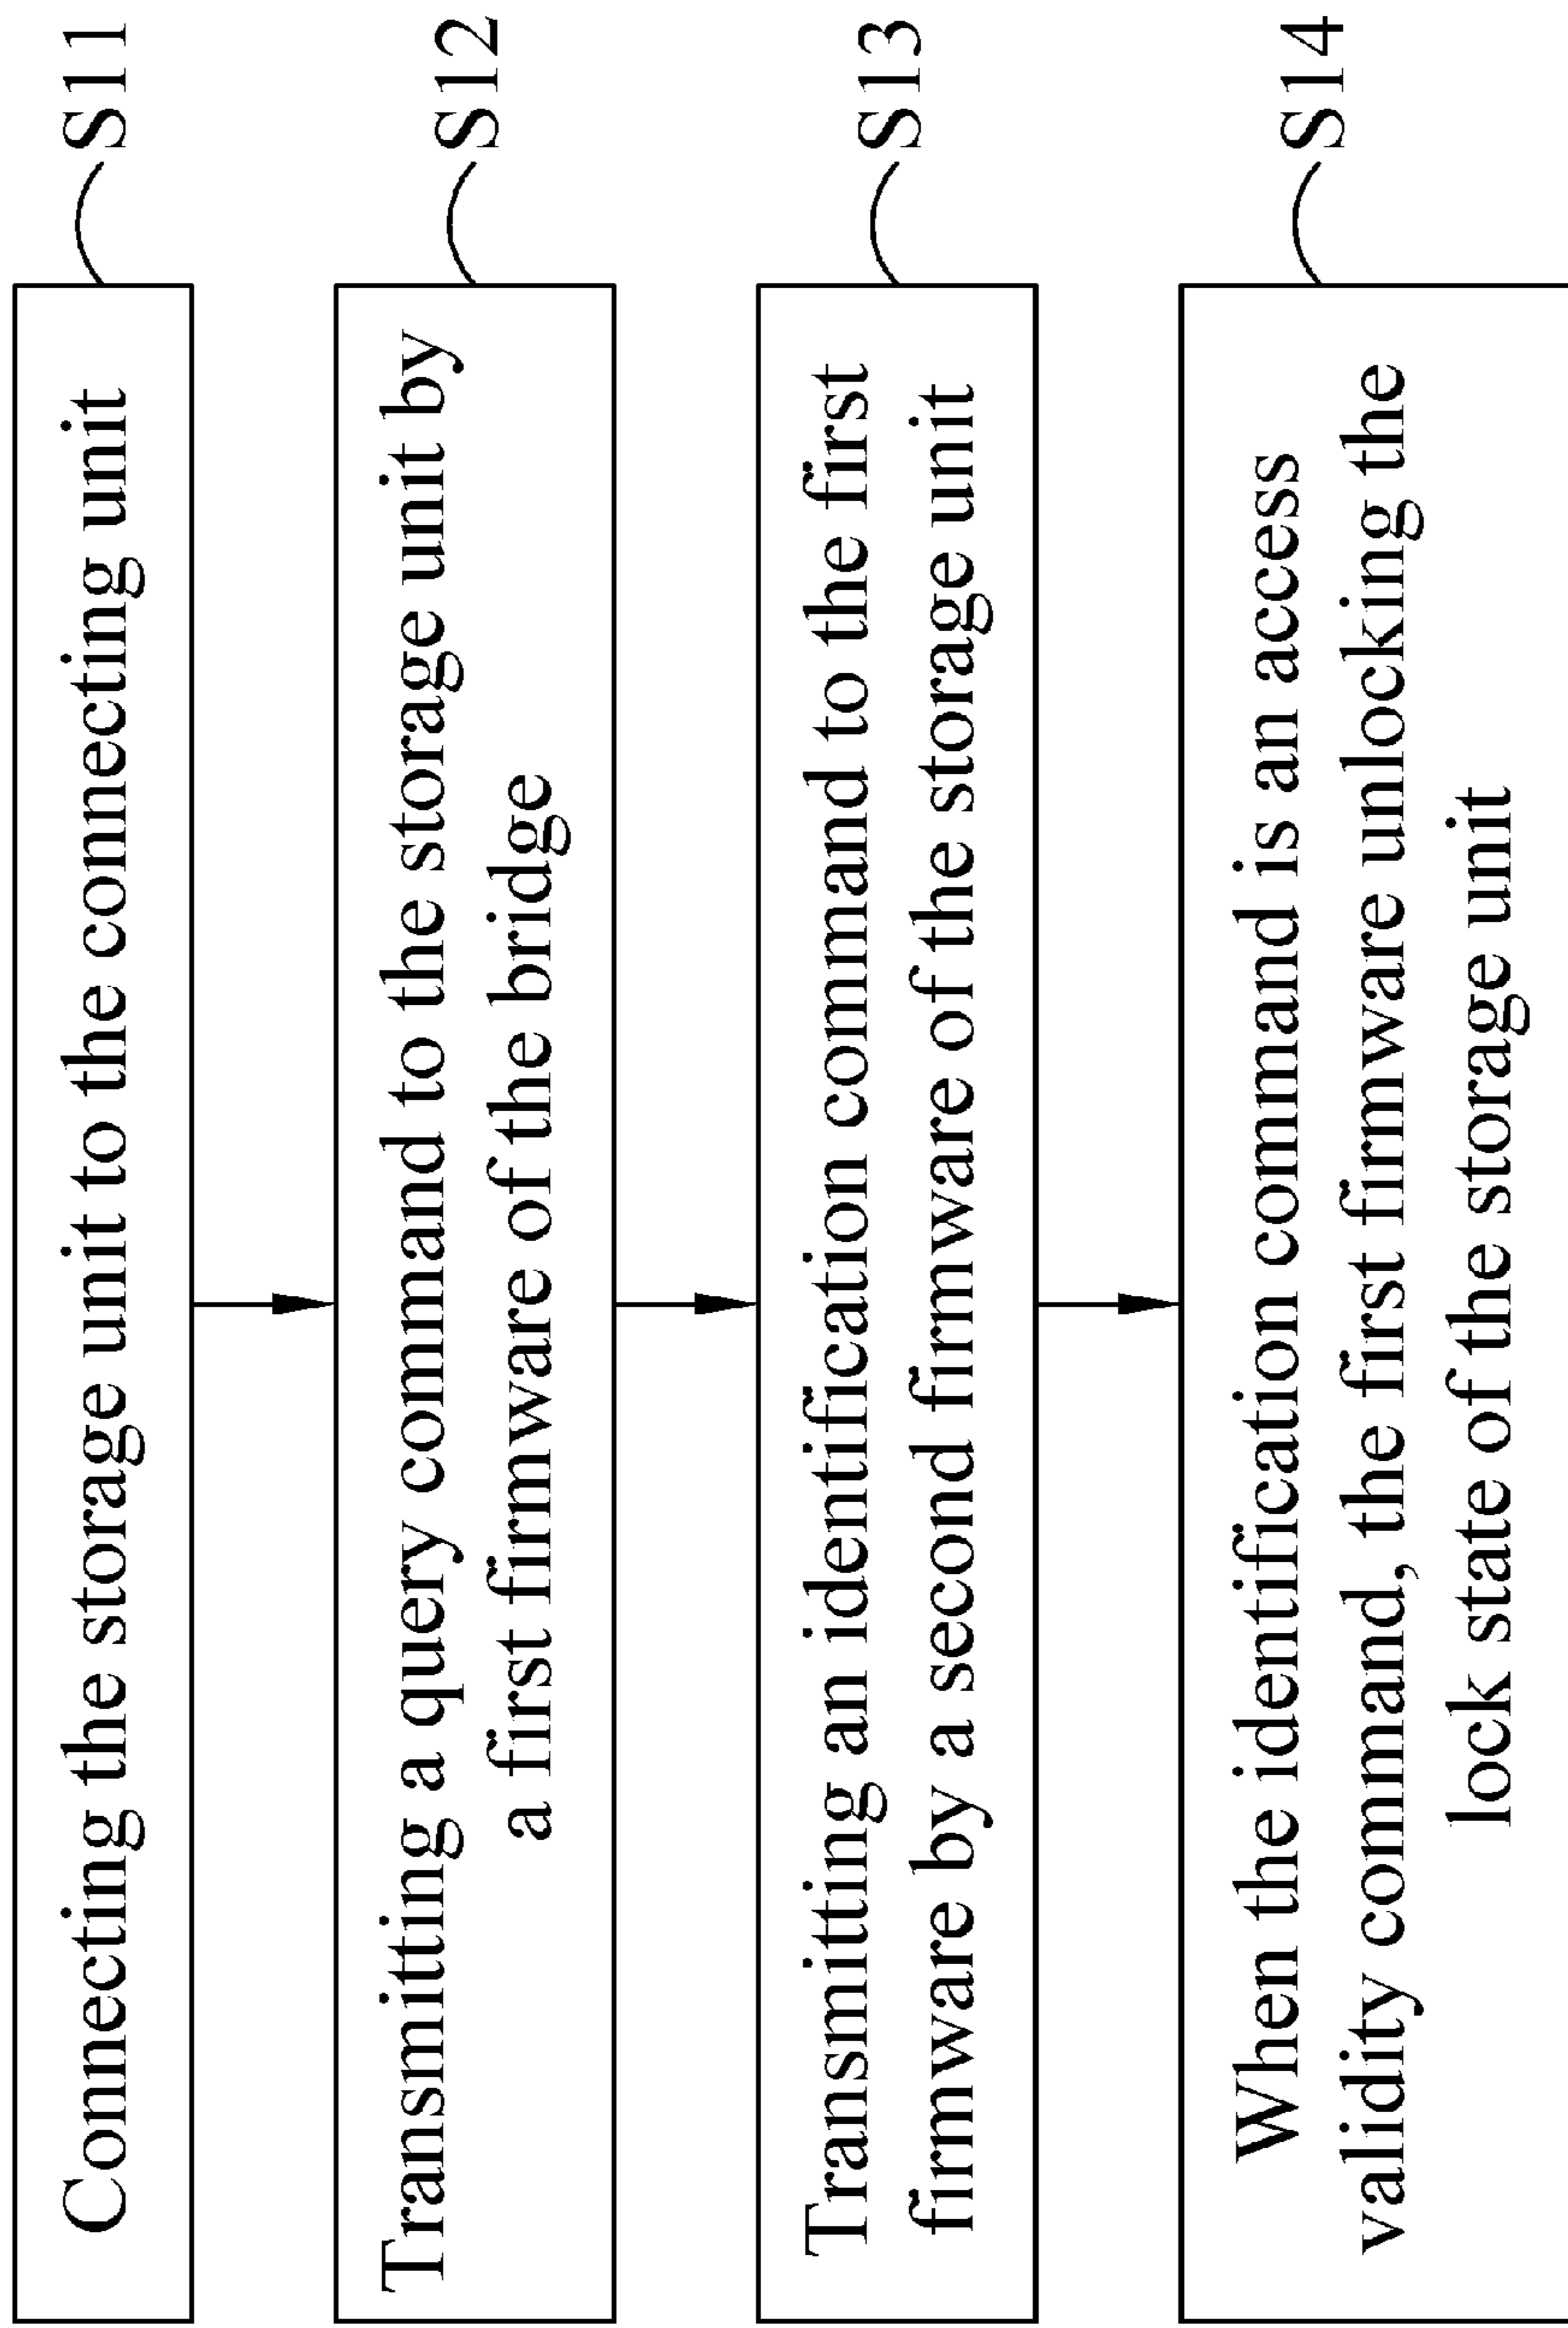 Connecting the storage unit to the connecting unit
S11
Transmitting a query command to the storage unit by
a first firmware of the bridge
S12
Transmitting an identification command to the first
firmware by a second firmware of the storage unit
S13
When the identification command is an access
validity command, the first firmware unlocking the
lock state of the storage unit
S14